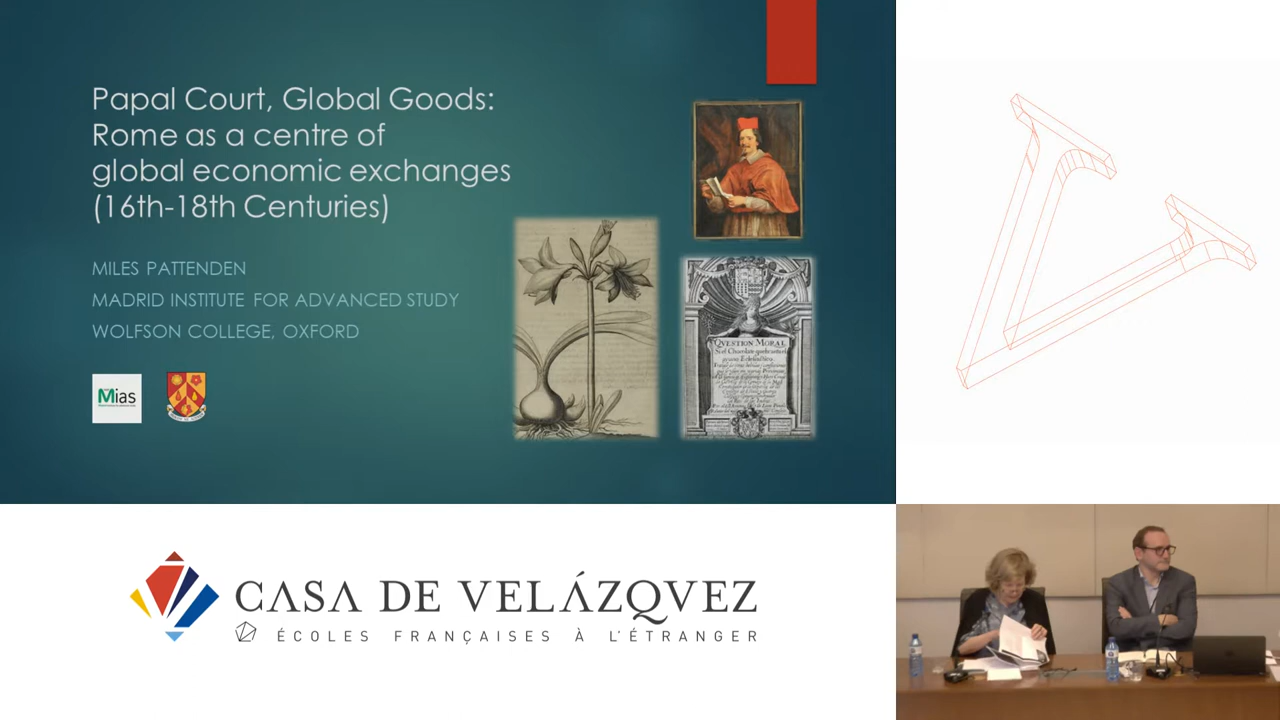 Papal Court, Global Goods:
Rome as a centre of
global economic exchanges
(16th-18th Centuries)
MILES PATTENDEN
MADRID INSTITUTE FOR ADVANCED STUDY
WOLFSON COLLEGE, OXFORD
Mias
QVESTION MORAL
CASA DE VELÁZQVEZ
ÉCOLES FRANÇAISES À L'ÉTRANGER